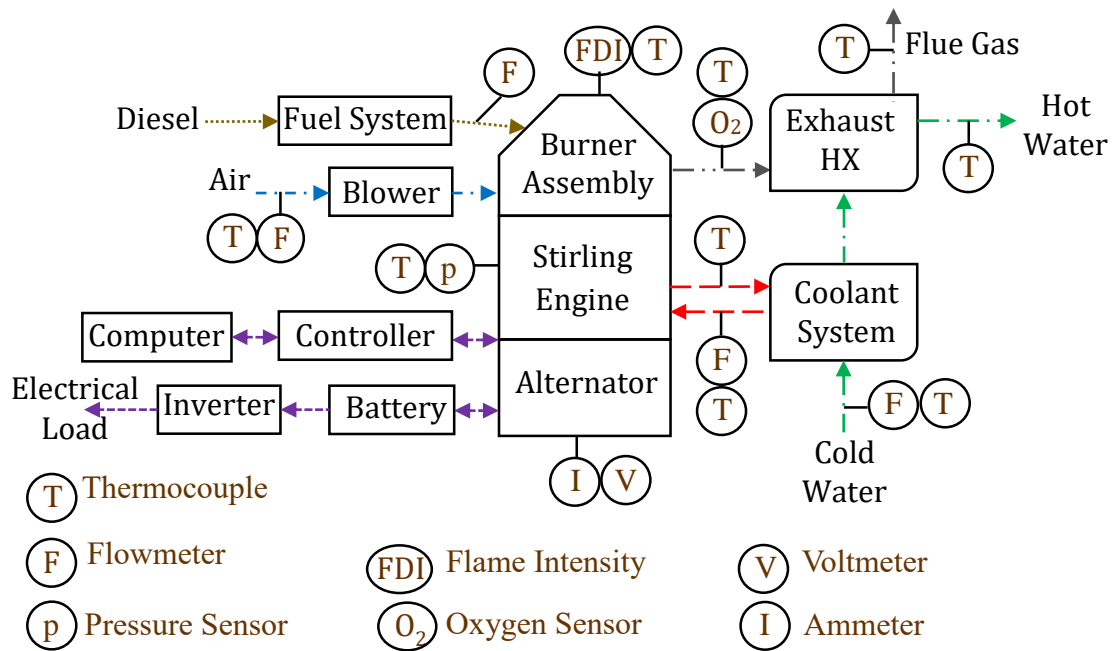 FDI
T
T
T
Flue Gas
F
Diesel
Fuel System
O₂
Exhaust
HX
Hot
Water
Burner
Assembly
Air
Blower
T
T
F
T
p
Stirling
Engine
T
Coolant
System
Computer
Controller
F
T
Electrical
Load
Inverter
Battery
Alternator
F
T
Cold
Water
I
V
T
Thermocouple
F
Flowmeter
FDI
Flame Intensity
V
Voltmeter
p
Pressure Sensor
O₂
Oxygen Sensor
I
Ammeter